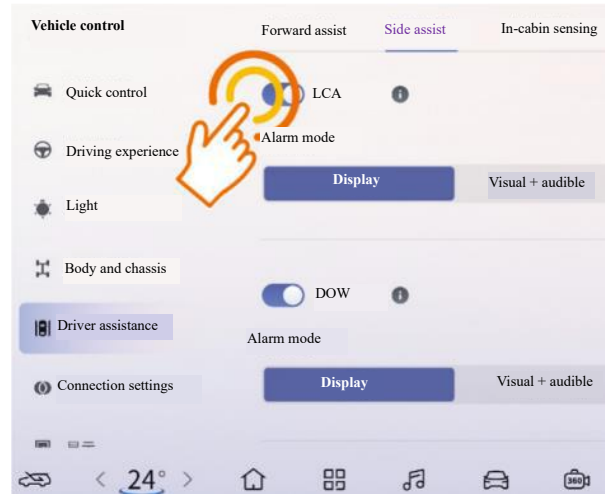 Vehicle control
Forward assist
Side assist
In-cabin sensing
Quick control
LCA
Driving experience
Alarm mode
Display
Visual + audible
Light
Body and chassis
DOW
Driver assistance
Alarm mode
Connection settings
Display
Visual + audible
24°
360